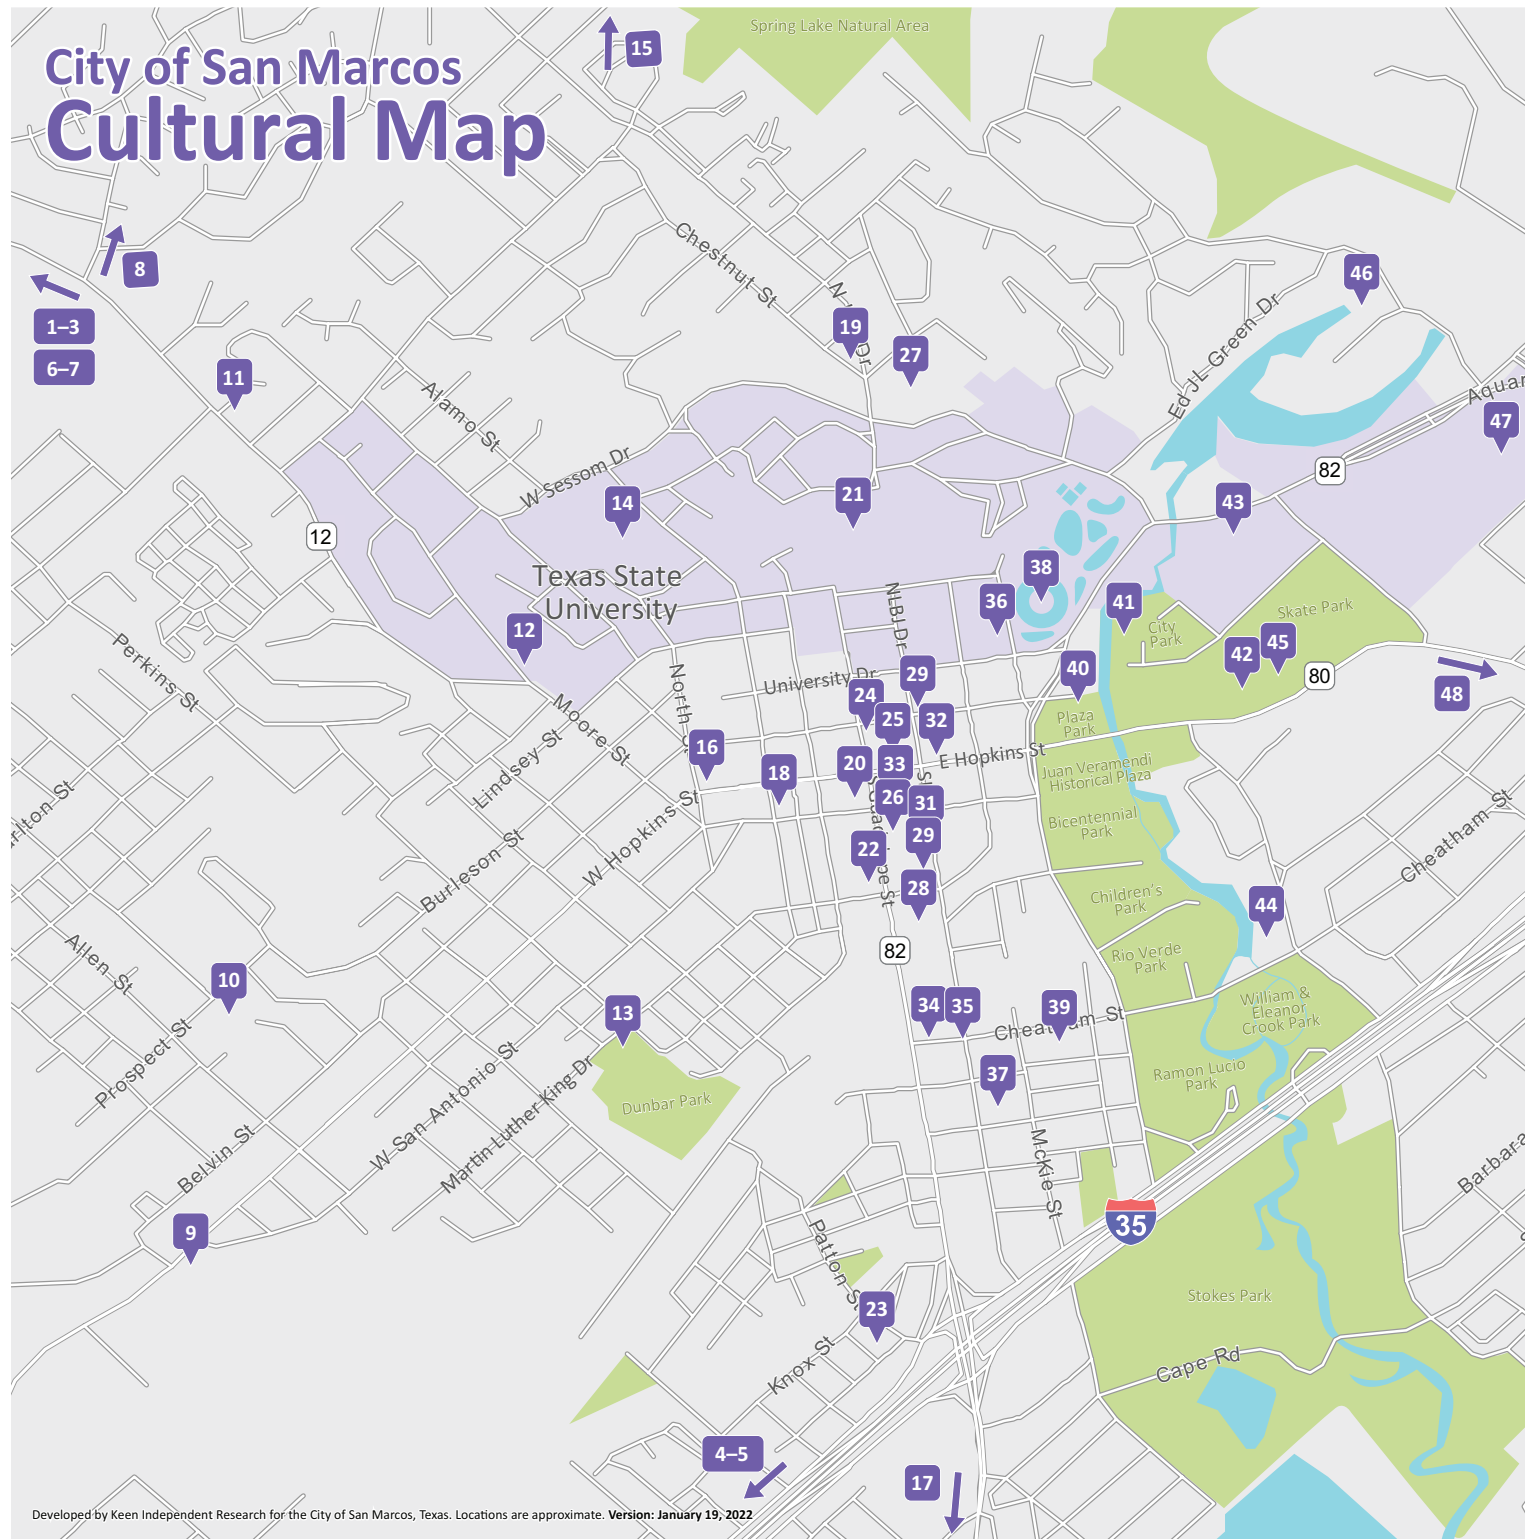 Spring Lake Natural Area
15
City of San Marcos
Cultural Map
Chestnut St
8
46
N
Dr
19
1–3
27
6–7
11
Ed JL Green Dr
Alamo St
47
W Sessom Dr
82
14
21
43
12
Texas State
University
38
36
41
NLBJ Dr
Skate Park
City
Park
12
42
45
Perkins St
University Dr
29
40
80
48
North
24
25
32
Plaza
Park
Moore St
16
E Hopkins St
Lindsey St
18
20
33
Juan Veramendi
Historical Plaza
26
31
W Hopkins St
Bicentennial
Park
29
22
Cheatham St
Burleson St
28
Children's
Park
44
82
Rio Verde
Park
Allen St
10
34
35
39
Cheatham St
William &
Eleanor
Crook Park
13
Prospect St
W San Antonio St
Martin Luther King Dr
37
Ramon Lucio
Park
Dunbar Park
McKie St
Belvin St
35
9
Patton St
Stokes Park
23
Knox St
Cape Rd
4–5
17
Developed by Keen Independent Research for the City of San Marcos, Texas. Locations are approximate. Version: January 19, 2022